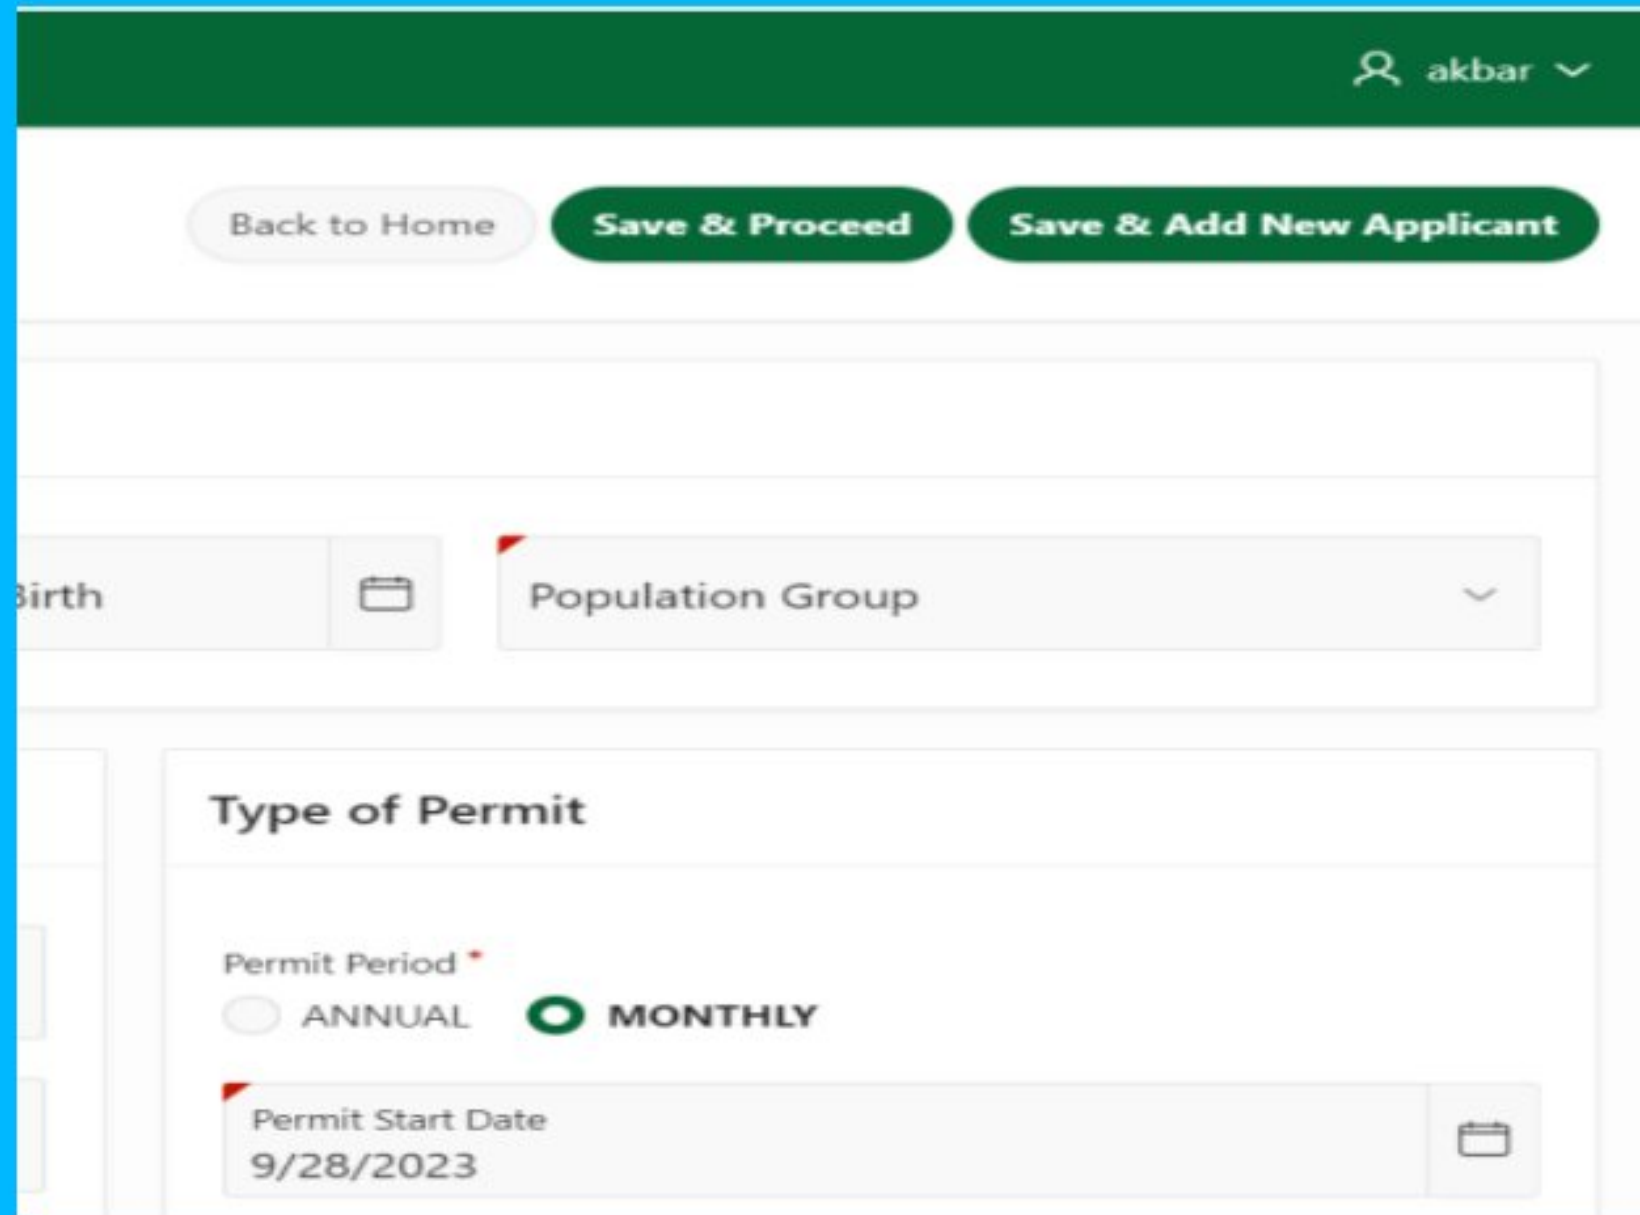 akbar
Back to Home Save & Proceed Save & Add New Applicant
Birth Population Group
Type of Permit
Permit Period *
ANNUAL MONTHLY
Permit Start Date
9/28/2023